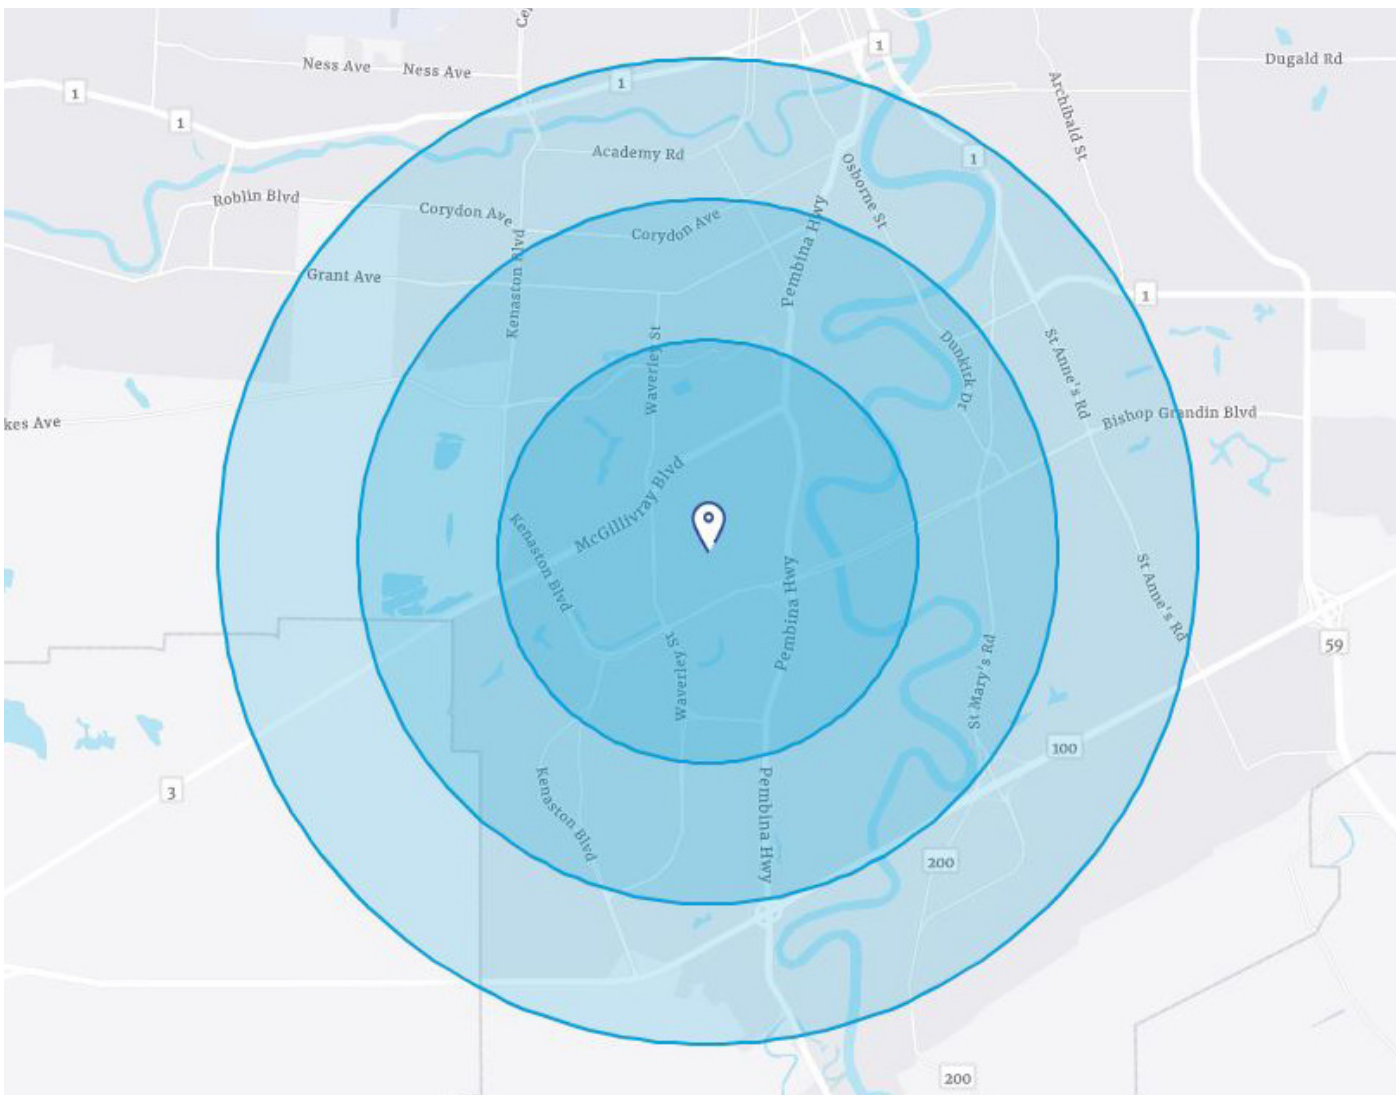 Ce
1
Ness Ave
Ness Ave
Dugald Rd
1
1
1
Archibald St
Academy Rd
1
Osborne St
Roblin Blvd
Corydon Ave
Corydon Ave
Pembina Hwy
Kenaston Blvd
Grant Ave
1
Waverley St
Dunkirk Dr
St Anne's Rd
kes Ave
Bishop Grandin Blvd
McGillivray Blvd
Kenaston Blvd
Pembina Hwy
St Anne's Rd
59
Waverley St
St Mary's Rd
100
3
Kenaston Blvd
Pembina Hwy
200
200